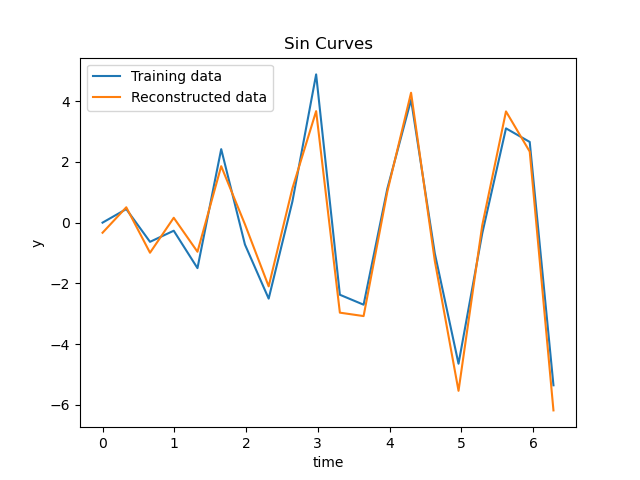 Sin Curves
Training data
Reconstructed data
4
2
0
−2
−4
−6
y
0 1 2 3 4 5 6
time